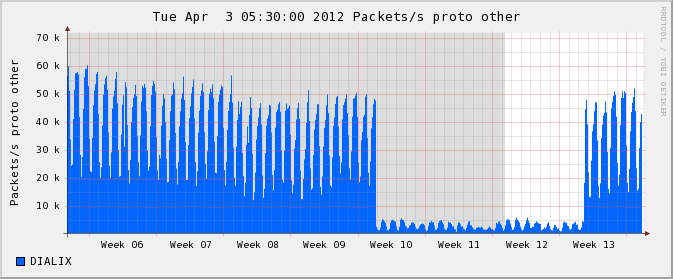 Tue Apr  3 05:30:00 2012 Packets/s proto other
RRDTOOL / TOBI OETIKER
Packets/s proto other
70 k
60 k
50 k
40 k
30 k
20 k
10 k
Week 06 Week 07 Week 08 Week 09 Week 10 Week 11 Week 12 Week 13
DIALIX